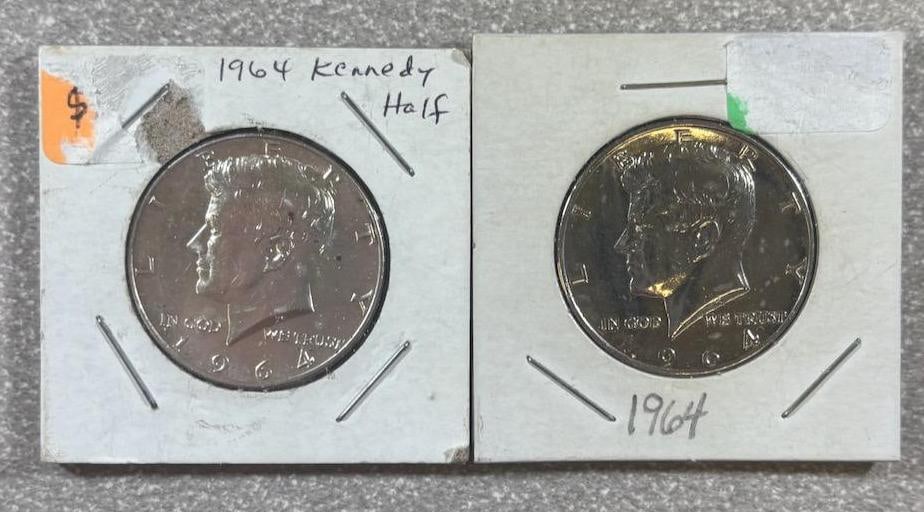 1964 Kennedy
Half
$
LIBERTY
IN GOD WE TRUST
1964
LIBERTY
IN GOD WE TRUST
1964
1964